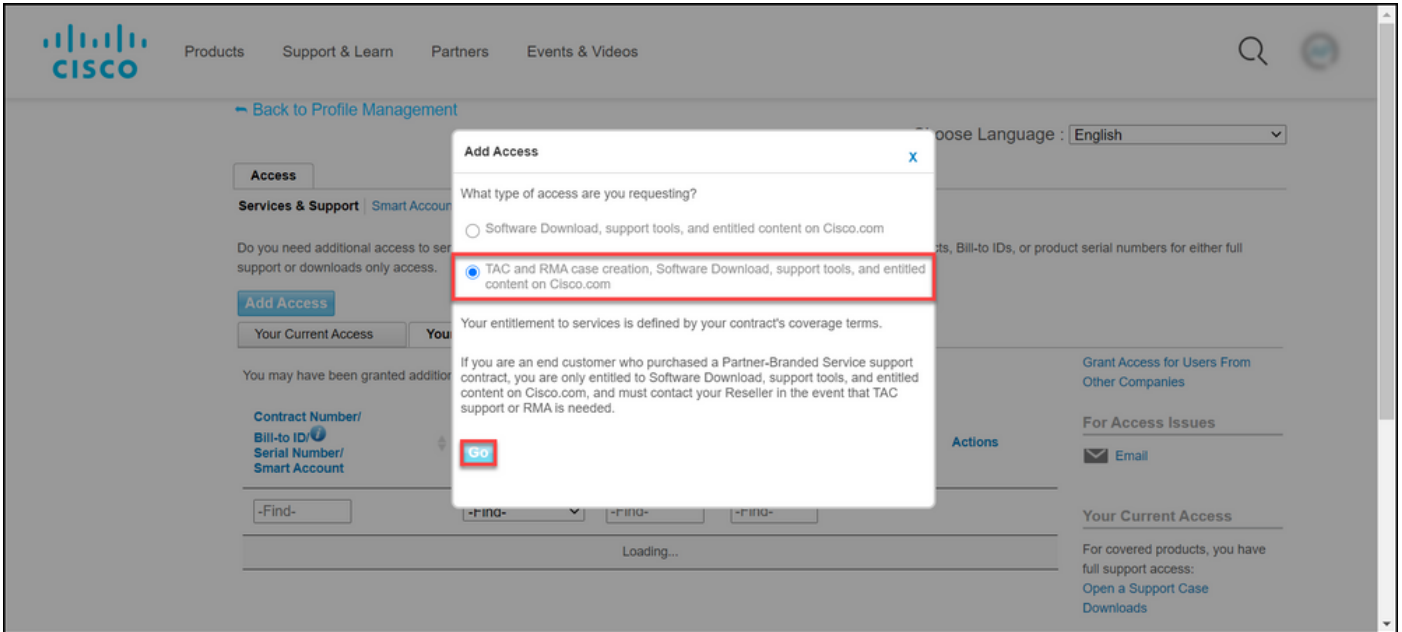 CISCO
Products Support & Learn Partners Events & Videos
Back to Profile Management
oose Language : English
Add Access
X
What type of access are you requesting?
Software Download, support tools, and entitled content on Cisco.com
TAC and RMA case creation, Software Download, support tools, and entitled
content on Cisco.com
Your entitlement to services is defined by your contract's coverage terms.
If you are an end customer who purchased a Partner-Branded Service support
contract, you are only entitled to Software Download, support tools, and entitled
content on Cisco.com, and must contact your Reseller in the event that TAC
support or RMA is needed.
Go
Access
Services & Support Smart Accoun
Do you need additional access to ser
cts, Bill-to IDs, or product serial numbers for either full
support or downloads only access.
Add Access
Your Current Access You
You may have been granted addition
Contract Number/
Bill-to ID/
Serial Number/
Smart Account
Actions
-Find- -Find- -Find- -Find-
Loading...
Grant Access for Users From
Other Companies
For Access Issues
Email
Your Current Access
For covered products, you have
full support access:
Open a Support Case
Downloads